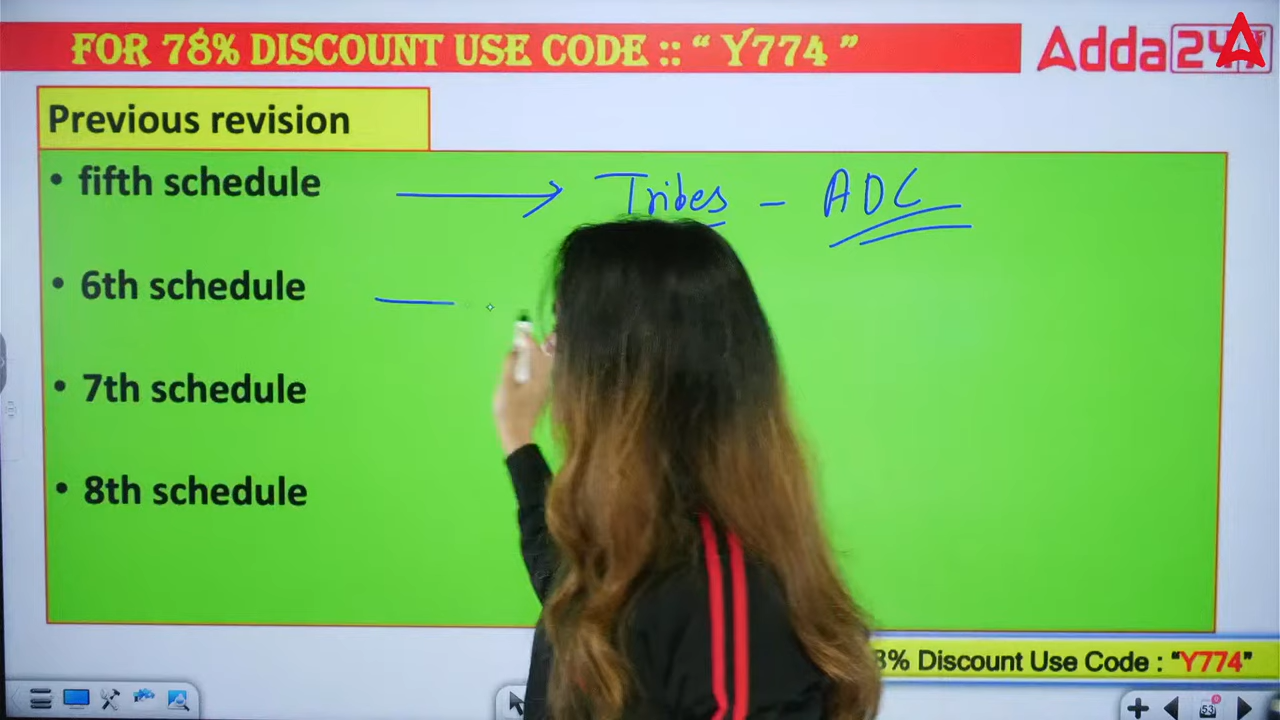 FOR 78% DISCOUNT USE CODE :: “ Y774 ”
Adda247
Previous revision
• fifth schedule
Tribes - ADC
• 6th schedule
• 7th schedule
• 8th schedule
8% Discount Use Code : “Y774”
53